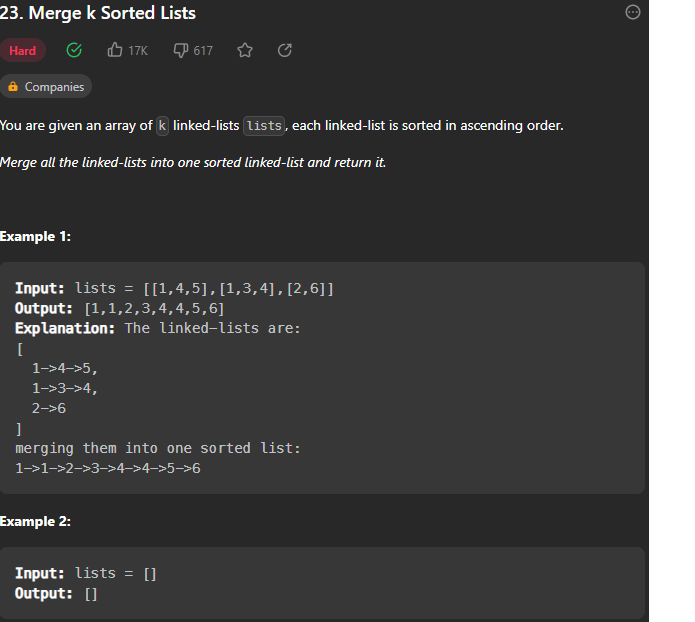 23. Merge k Sorted Lists
Hard 17K 617
Companies
You are given an array of k linked-lists lists, each linked-list is sorted in ascending order.
Merge all the linked-lists into one sorted linked-list and return it.
Example 1:
Input: lists = [[1,4,5],[1,3,4],[2,6]]
Output: [1,1,2,3,4,4,5,6]
Explanation: The linked-lists are:
[
  1->4->5,
  1->3->4,
  2->6
]
merging them into one sorted list:
1->1->2->3->4->4->5->6
Example 2:
Input: lists = []
Output: []